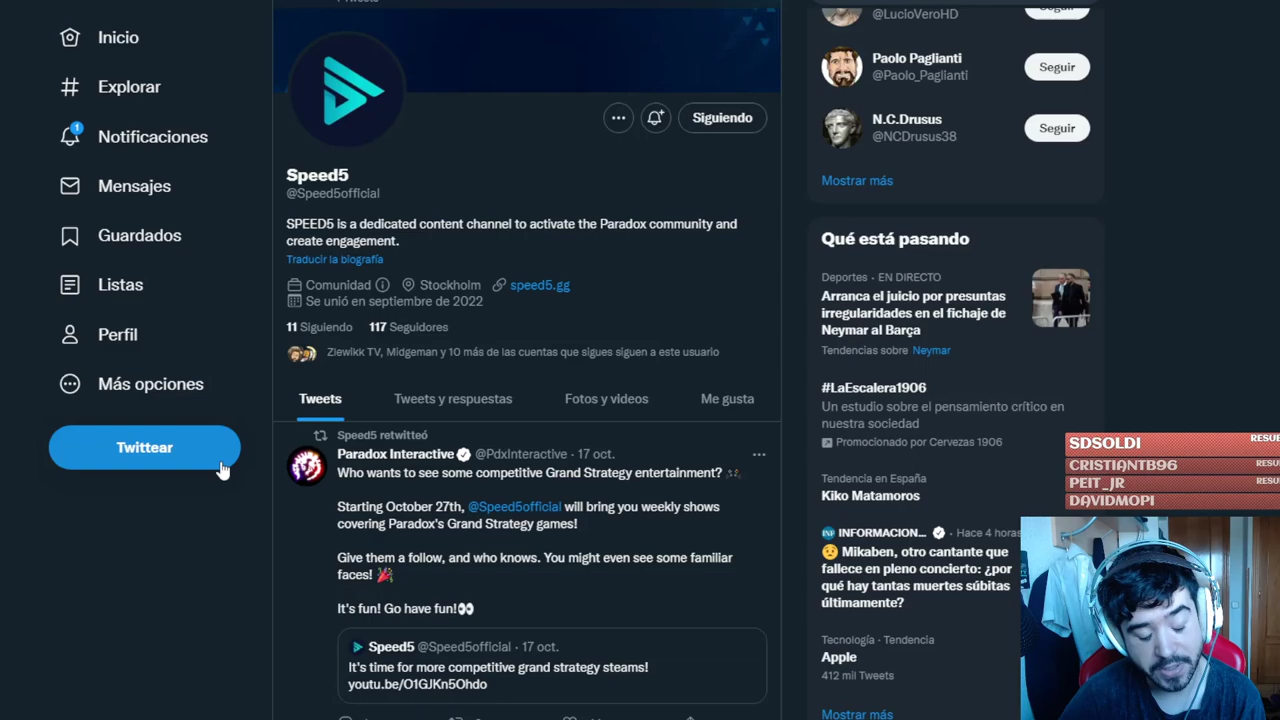 Inicio
Explorar
1
Notificaciones
Mensajes
Guardados
Listas
Perfil
Más opciones
Twittear
Siguiendo
Speed5
@Speed5official
SPEED5 is a dedicated content channel to activate the Paradox community and
create engagement.
Traducir la biografía
Comunidad Stockholm speed5.gg
Se unió en septiembre de 2022
11 Siguiendo 117 Seguidores
Ziewikk TV, Midgeman y 10 más de las cuentas que sigues siguen a este usuario
Tweets Tweets y respuestas Fotos y videos Me gusta
Speed5 retwitteó
Paradox Interactive @PdxInteractive · 17 oct.
Who wants to see some competitive Grand Strategy entertainment?
Starting October 27th, @Speed5official will bring you weekly shows
covering Paradox's Grand Strategy games!
Give them a follow, and who knows. You might even see some familiar
faces! 🎉
It's fun! Go have fun!👀
Speed5 @Speed5official · 17 oct.
It's time for more competitive grand strategy steams!
youtu.be/O1GJKn5Ohdo
@LucioVeroHD
Seguir
Paolo Paglianti
@Paolo_Paglianti
Seguir
N.C.Drusus
@NCDrusus38
Seguir
Mostrar más
Qué está pasando
Deportes · EN DIRECTO
Arranca el juicio por presuntas
irregularidades en el fichaje de
Neymar al Barça
Tendencias sobre Neymar
#LaEscalera1906
Un estudio sobre el pensamiento crítico en
nuestra sociedad
Promocionado por Cervezas 1906
Tendencia en España
Kiko Matamoros
INFORMACION... · Hace 4 horas
😟 Mikaben, otro cantante que
fallece en pleno concierto: ¿por
qué hay tantas muertes súbitas
últimamente?
Tecnología · Tendencia
Apple
412 mil Tweets
Mostrar más
SDSOLDI RESU
CRISTIANTB96 RESU
PEIT_JR RESU
DAVIDMOPI RESU